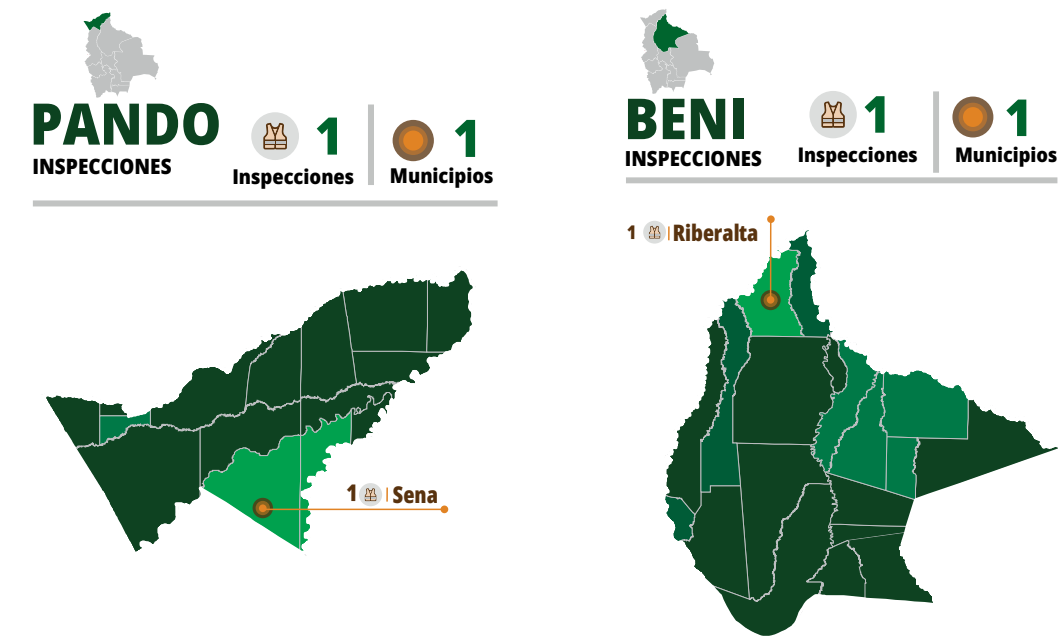 PANDO
INSPECCIONES
1
Inspecciones
1
Municipios
1 Sena
BENI
INSPECCIONES
1
Inspecciones
1
Municipios
1 Riberalta